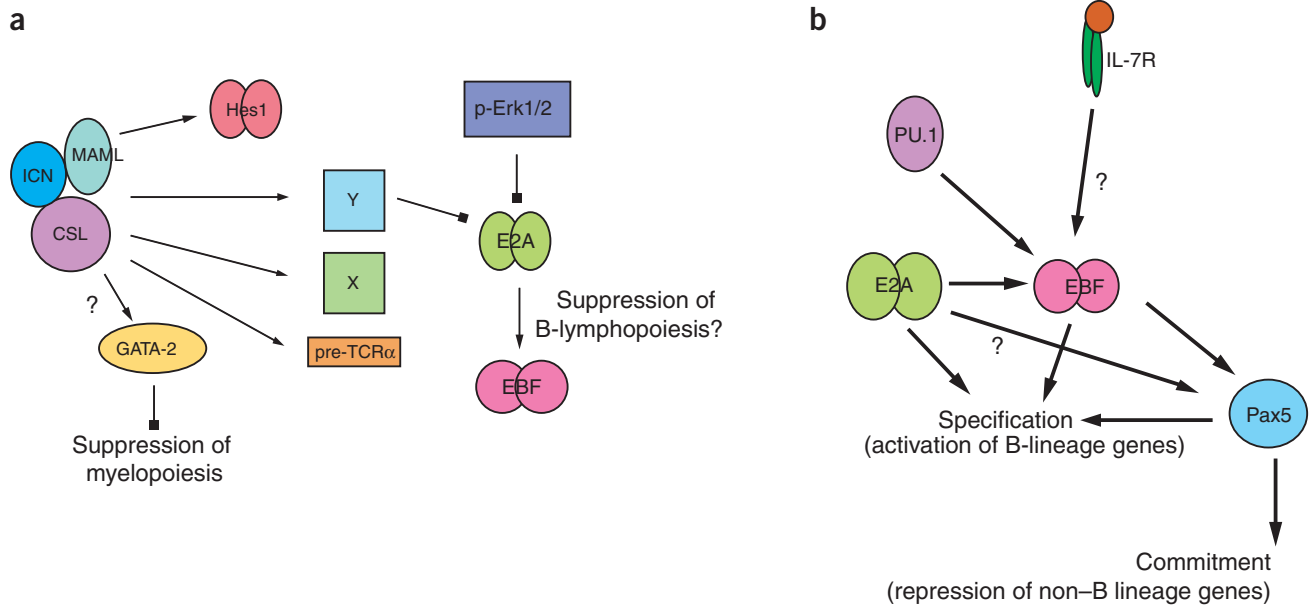 a
Hes1
p-Erk1/2
MAML
ICN
Y
CSL
E2A
X
?
Suppression of
B-lymphopoiesis?
GATA-2
pre-TCRα
EBF
Suppression of
myelopoiesis
b
IL-7R
PU.1
?
E2A
EBF
?
Pax5
Specification
(activation of B-lineage genes)
Commitment
(repression of non–B lineage genes)